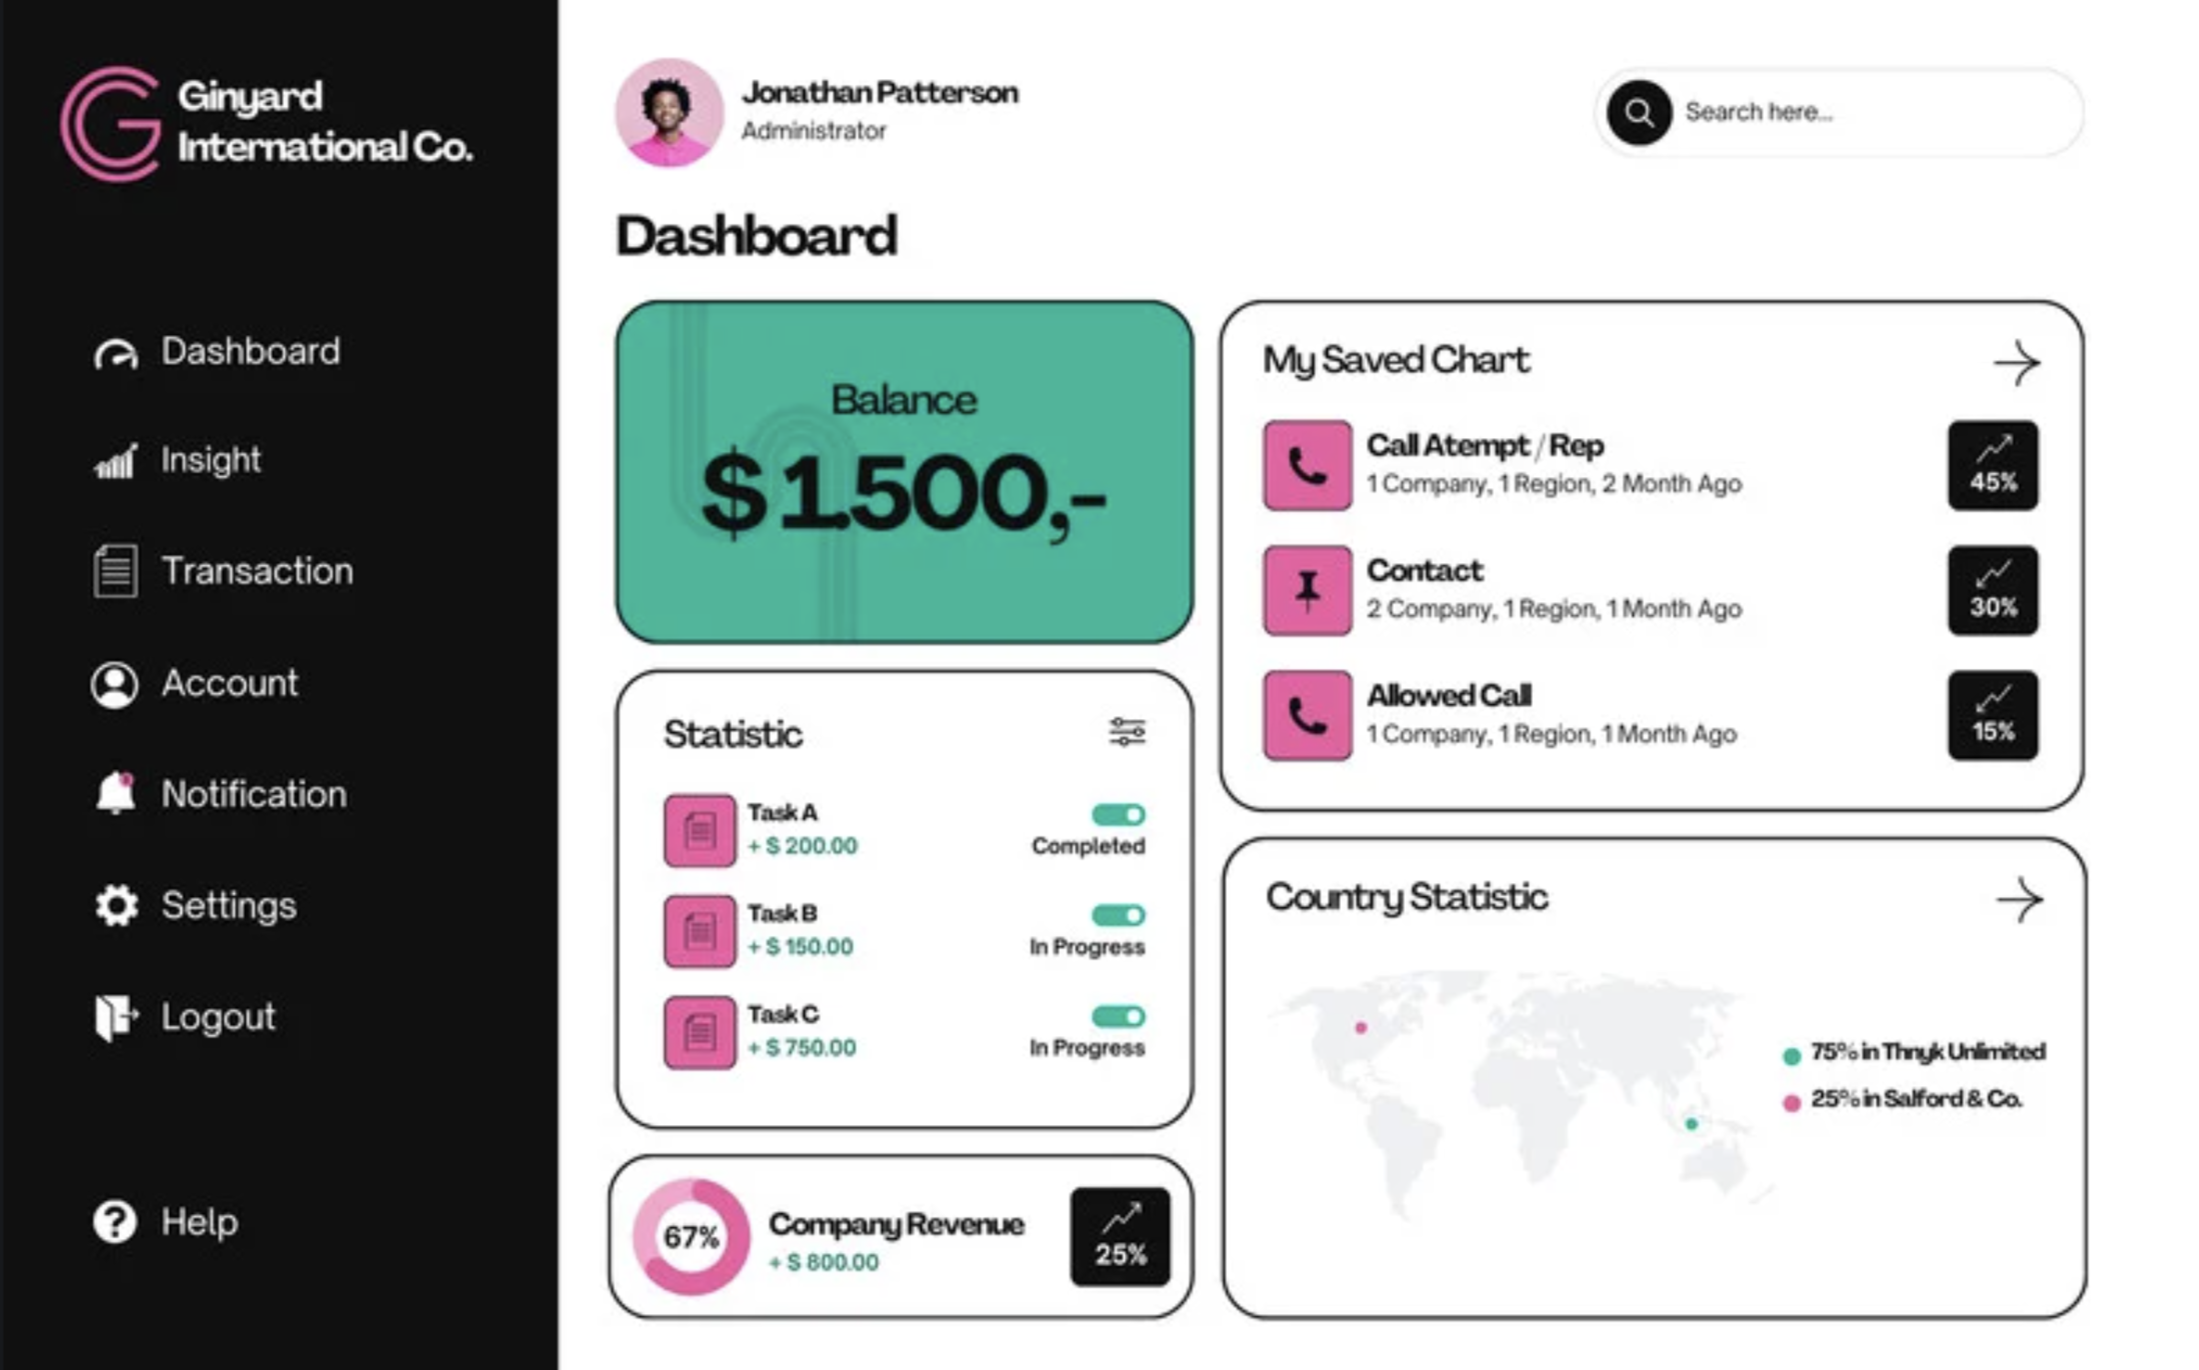 Ginyard
International Co.
Dashboard
Insight
Transaction
Account
Notification
Settings
Logout
Help
Jonathan Patterson
Administrator
Search here...
Dashboard
Balance
$1.500,-
My Saved Chart
Call Atempt / Rep
1 Company, 1 Region, 2 Month Ago
45%
Contact
2 Company, 1 Region, 1 Month Ago
30%
Allowed Call
1 Company, 1 Region, 1 Month Ago
15%
Statistic
Task A
+ $ 200.00
Completed
Task B
+ $ 150.00
In Progress
Task C
+ $ 750.00
In Progress
67%
Company Revenue
+ $ 800.00
25%
Country Statistic
75% in Thnyk Unlimited
25% in Salford & Co.